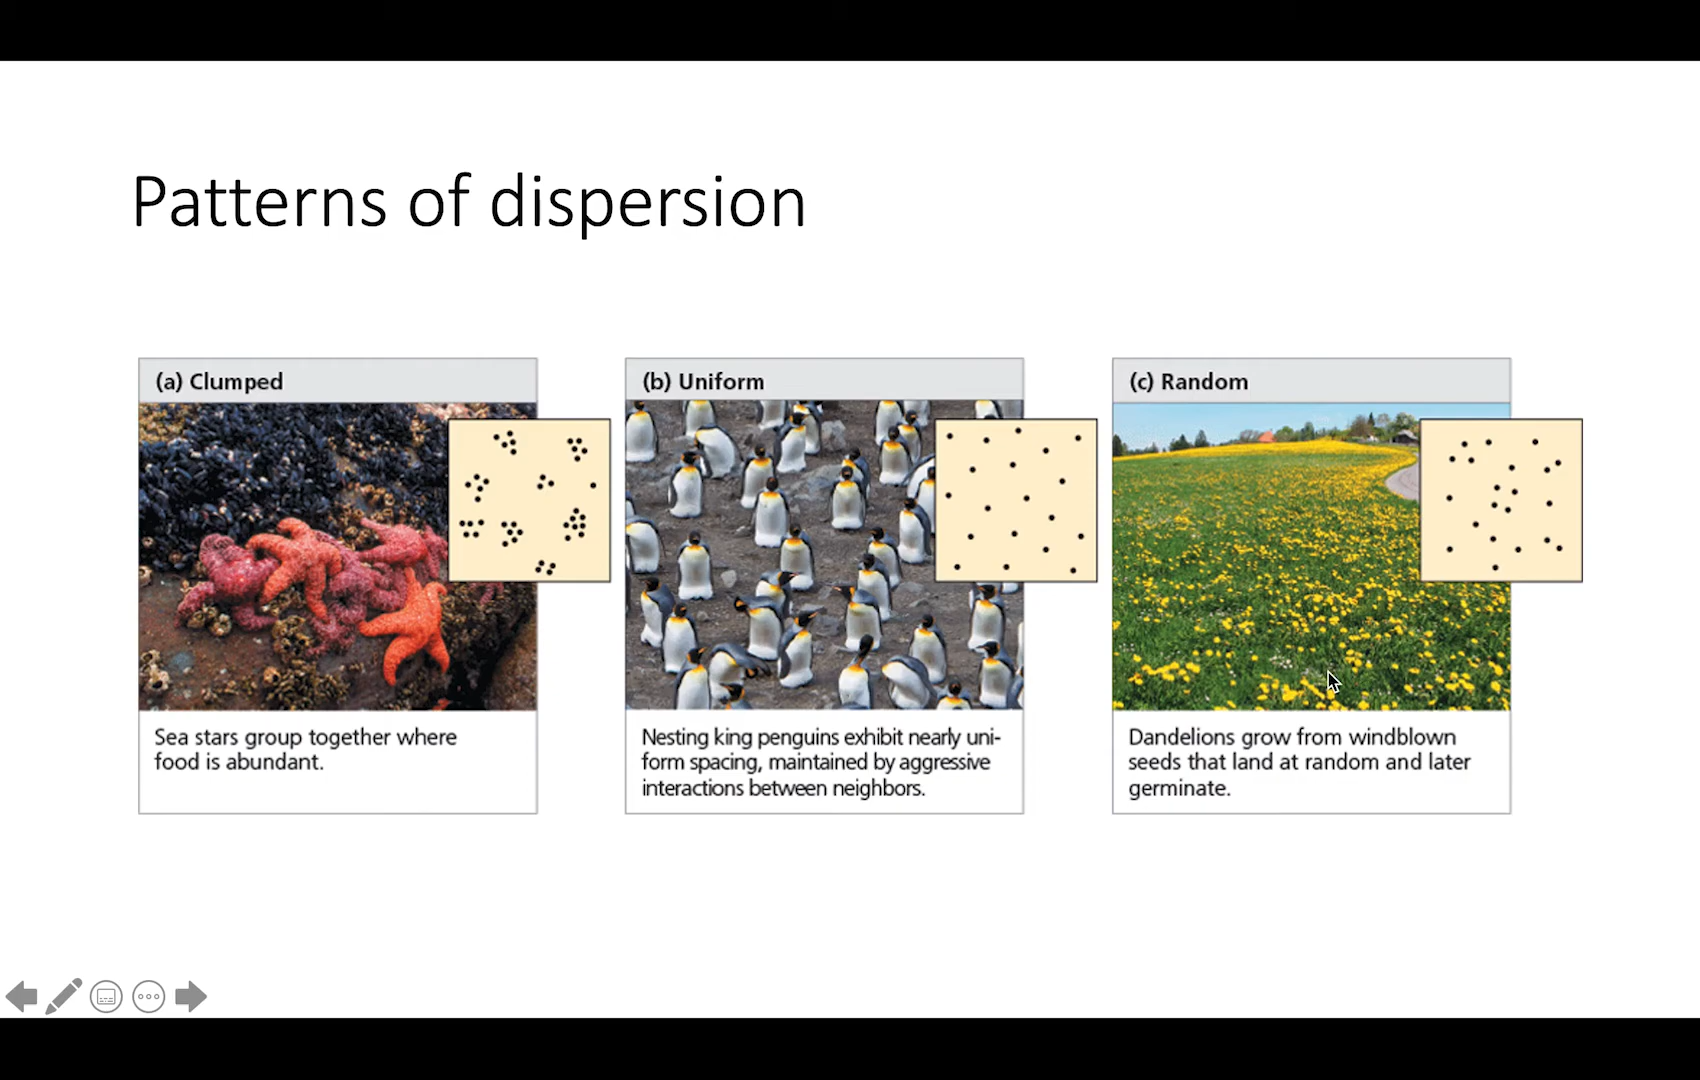 Patterns of dispersion
(a) Clumped
Sea stars group together where
food is abundant.
(b) Uniform
Nesting king penguins exhibit nearly uni-
form spacing, maintained by aggressive
interactions between neighbors.
(c) Random
Dandelions grow from windblown
seeds that land at random and later
germinate.